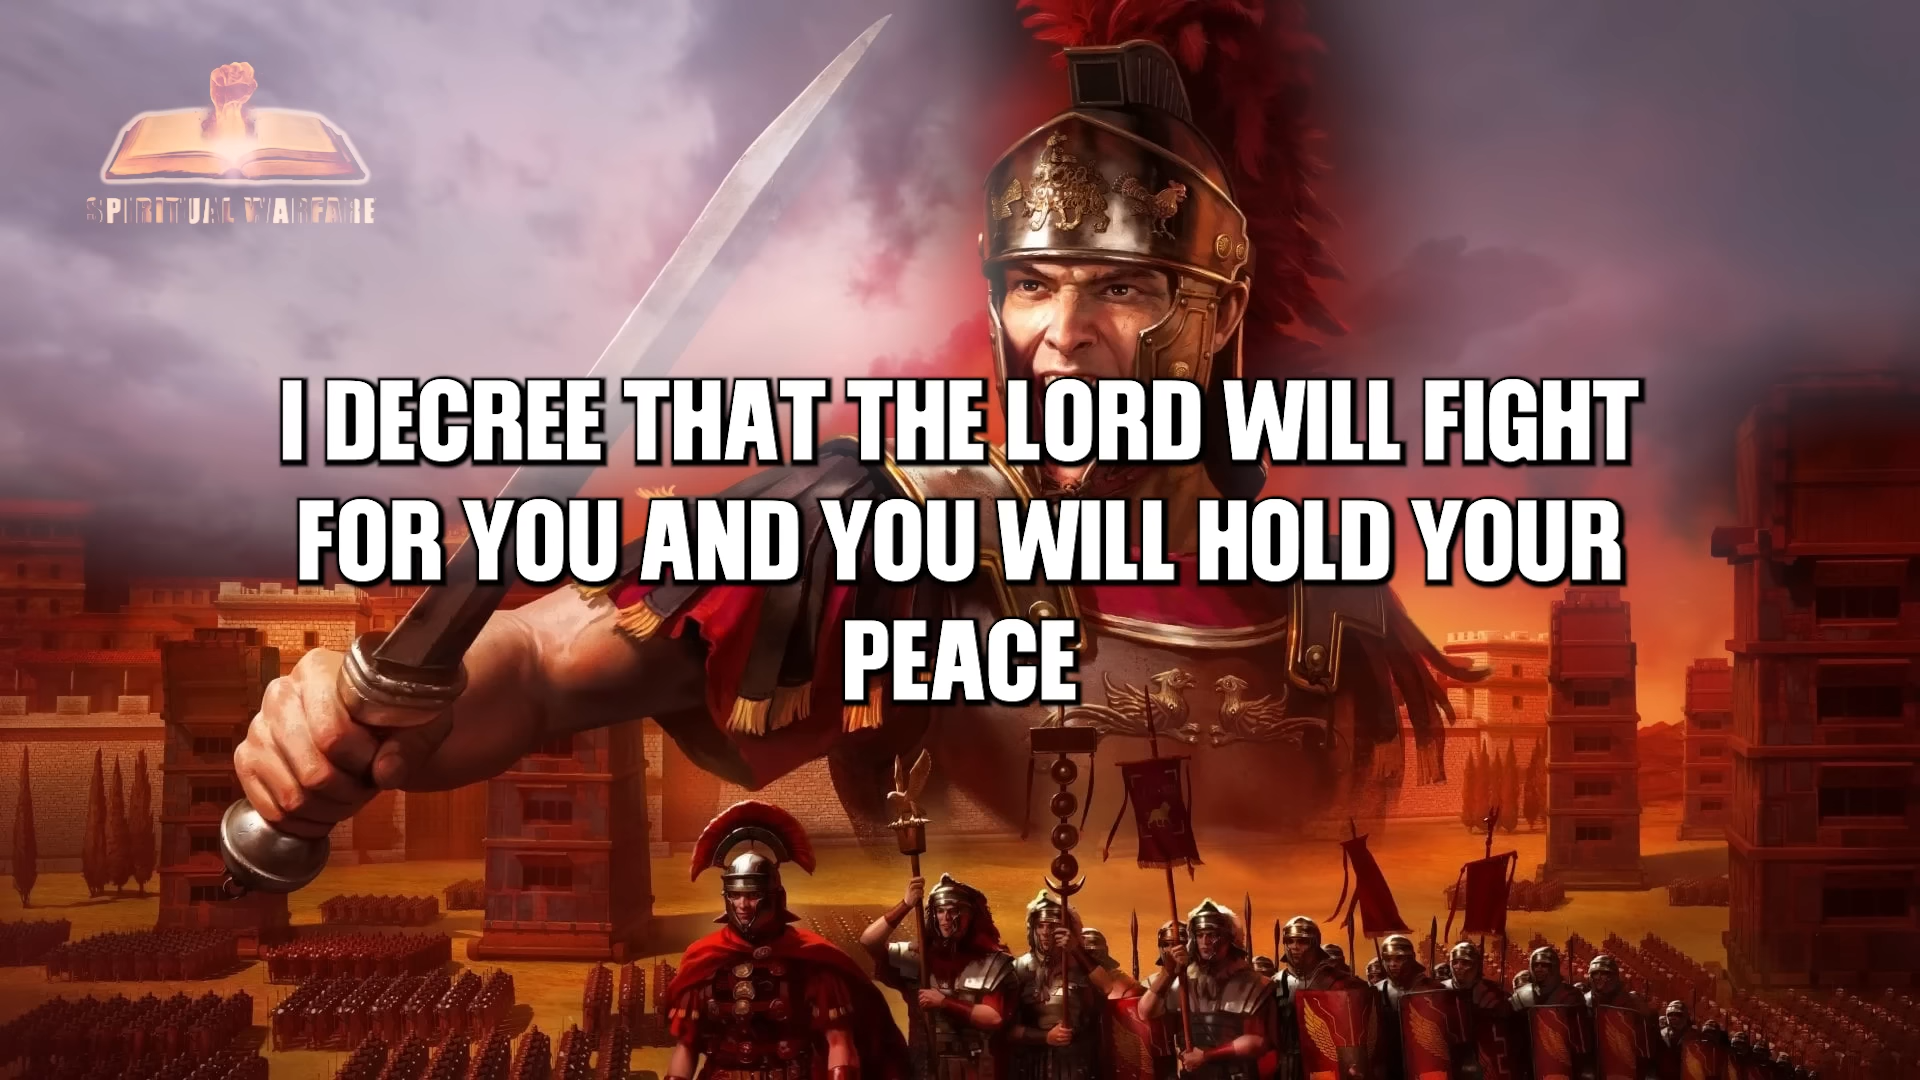 SPIRITUAL WARFARE
I DECREE THAT THE LORD WILL FIGHT
FOR YOU AND YOU WILL HOLD YOUR
PEACE